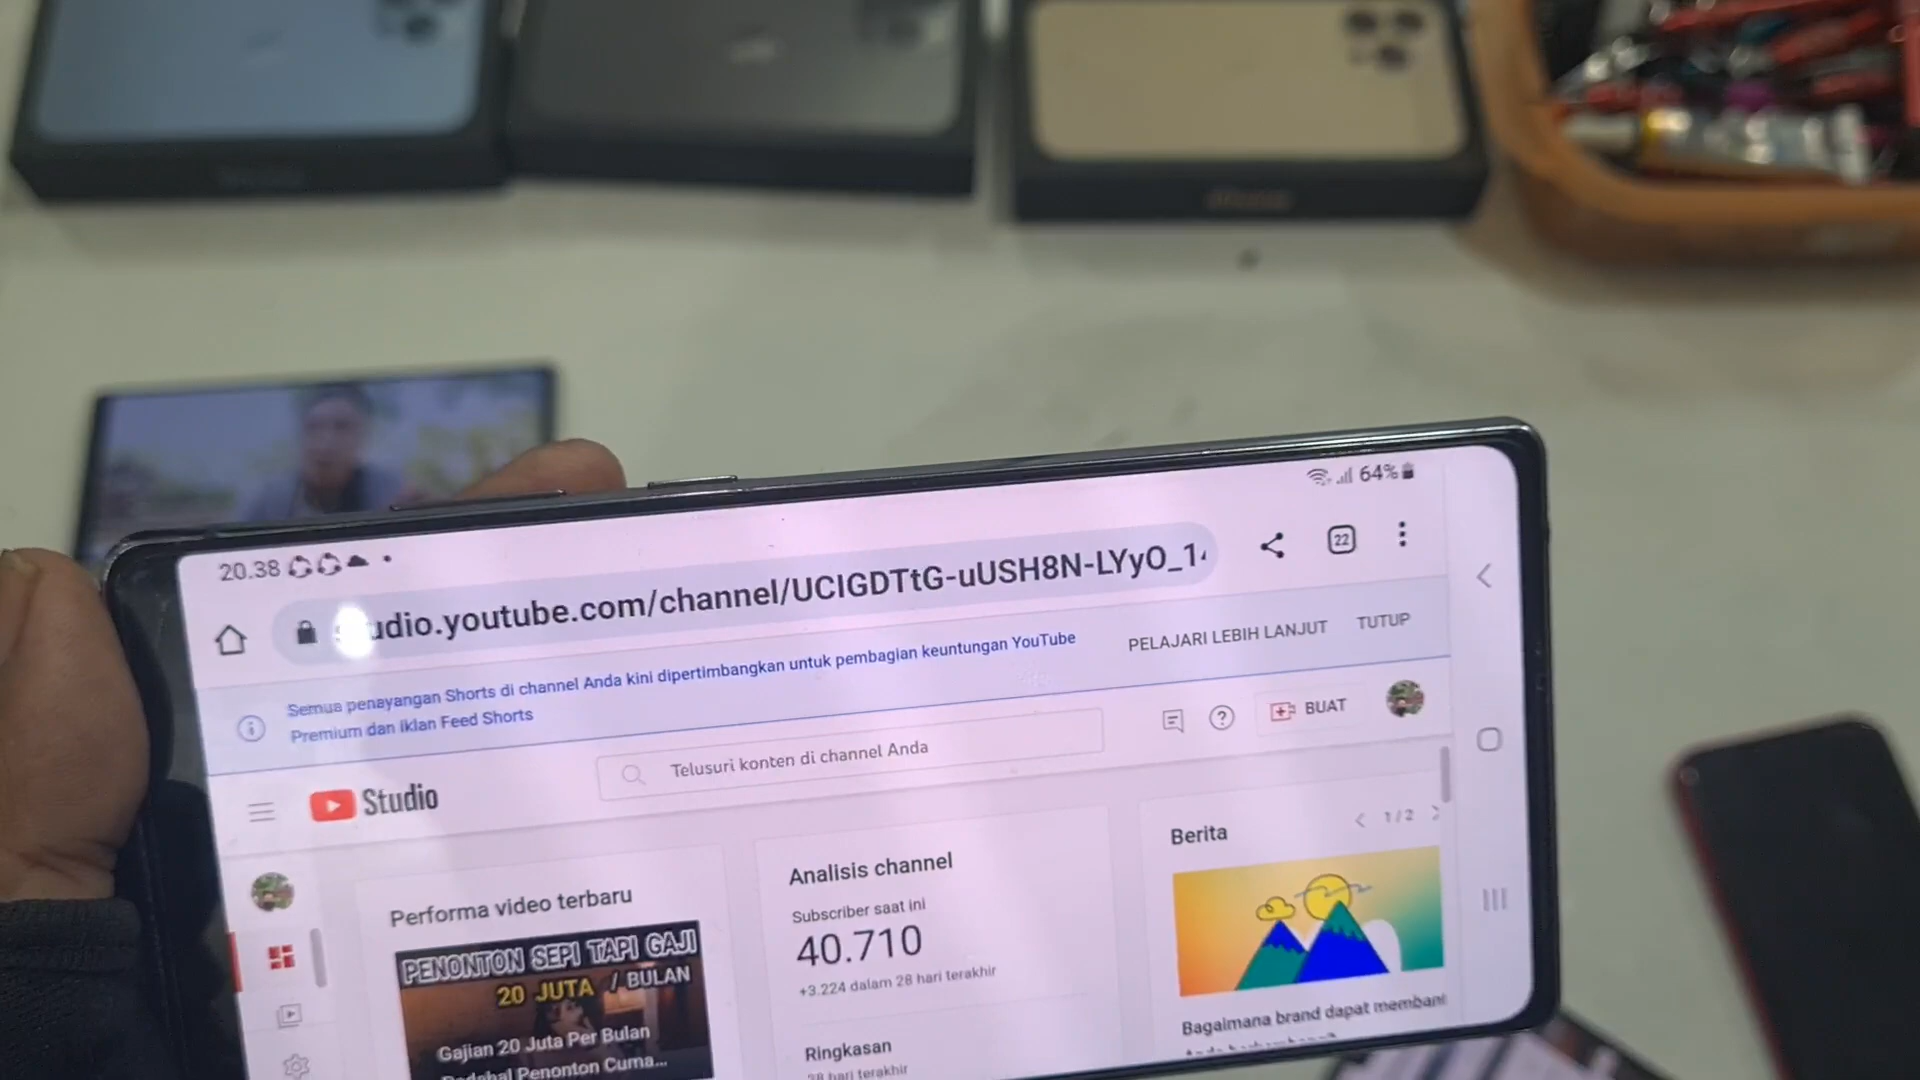 20.38
64%
udio.youtube.com/channel/UCIGDTtG-uUSH8N-LYyO_1
22
Semua penayangan Shorts di channel Anda kini dipertimbangkan untuk pembagian keuntungan YouTube
Premium dan iklan Feed Shorts
PELAJARI LEBIH LANJUT
TUTUP
Studio
Telusuri konten di channel Anda
BUAT
Performa video terbaru
PENONTON SEPI TAPI GAJI
20 JUTA / BULAN
Gajian 20 Juta Per Bulan
Penonton Cuma...
Analisis channel
Subscriber saat ini
40.710
+3.224 dalam 28 hari terakhir
Ringkasan
28 hari terakhir
Berita
1 / 2
Bagaimana brand dapat